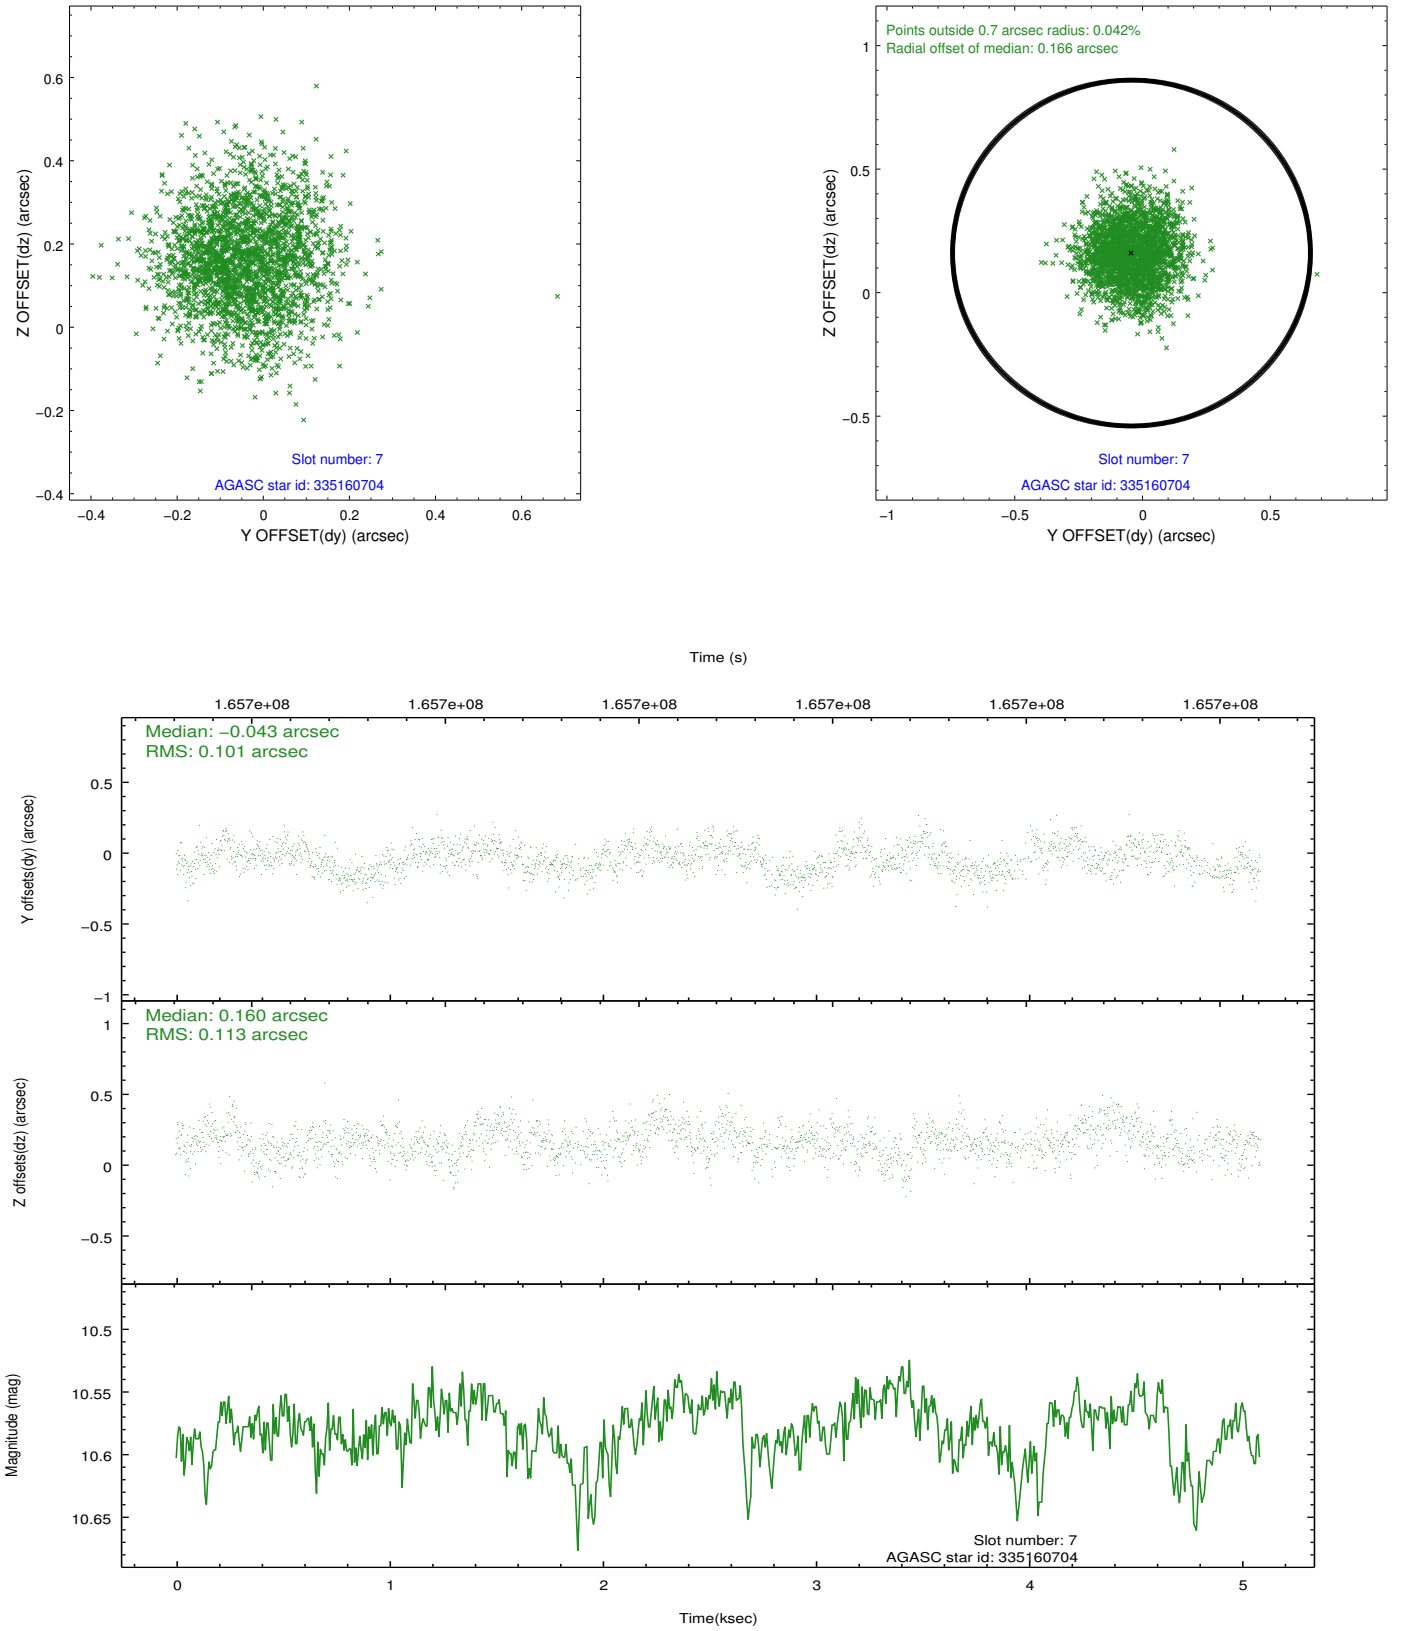 0.6
0.4
0.2
0
−0.2
−0.4
Z OFFSET(dz) (arcsec)
Slot number: 7
AGASC star id: 335160704
−0.4
−0.2
0
0.2
0.4
0.6
Y OFFSET(dy) (arcsec)
Points outside 0.7 arcsec radius: 0.042%
Radial offset of median: 0.166 arcsec
1
0.5
0
−0.5
Z OFFSET(dz) (arcsec)
Slot number: 7
AGASC star id: 335160704
−1
−0.5
0
0.5
Y OFFSET(dy) (arcsec)
Time (s)
1.657e+08
1.657e+08
1.657e+08
1.657e+08
1.657e+08
1.657e+08
Median: −0.043 arcsec
RMS: 0.101 arcsec
0.5
0
−0.5
−1
Y offsets(dy) (arcsec)
Median: 0.160 arcsec
RMS: 0.113 arcsec
1
0.5
0
−0.5
Z offsets(dz) (arcsec)
10.5
10.55
10.6
10.65
Magnitude (mag)
Slot number: 7
AGASC star id: 335160704
0
1
2
3
4
5
Time(ksec)